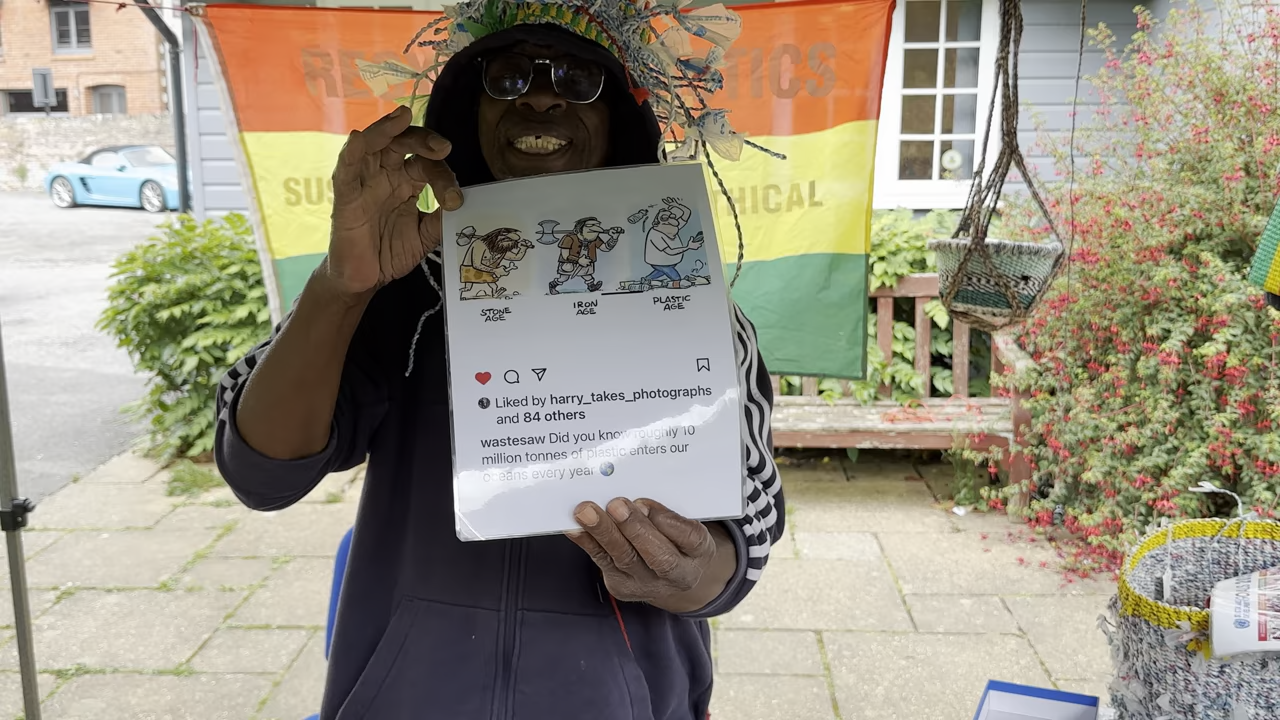 SUS
HICAL
TICS
STONE
AGE
IRON
AGE
PLASTIC
AGE
Liked by harry_takes_photographs
and 84 others
wastesaw Did you know roughly 10
million tonnes of plastic enters our
oceans every year